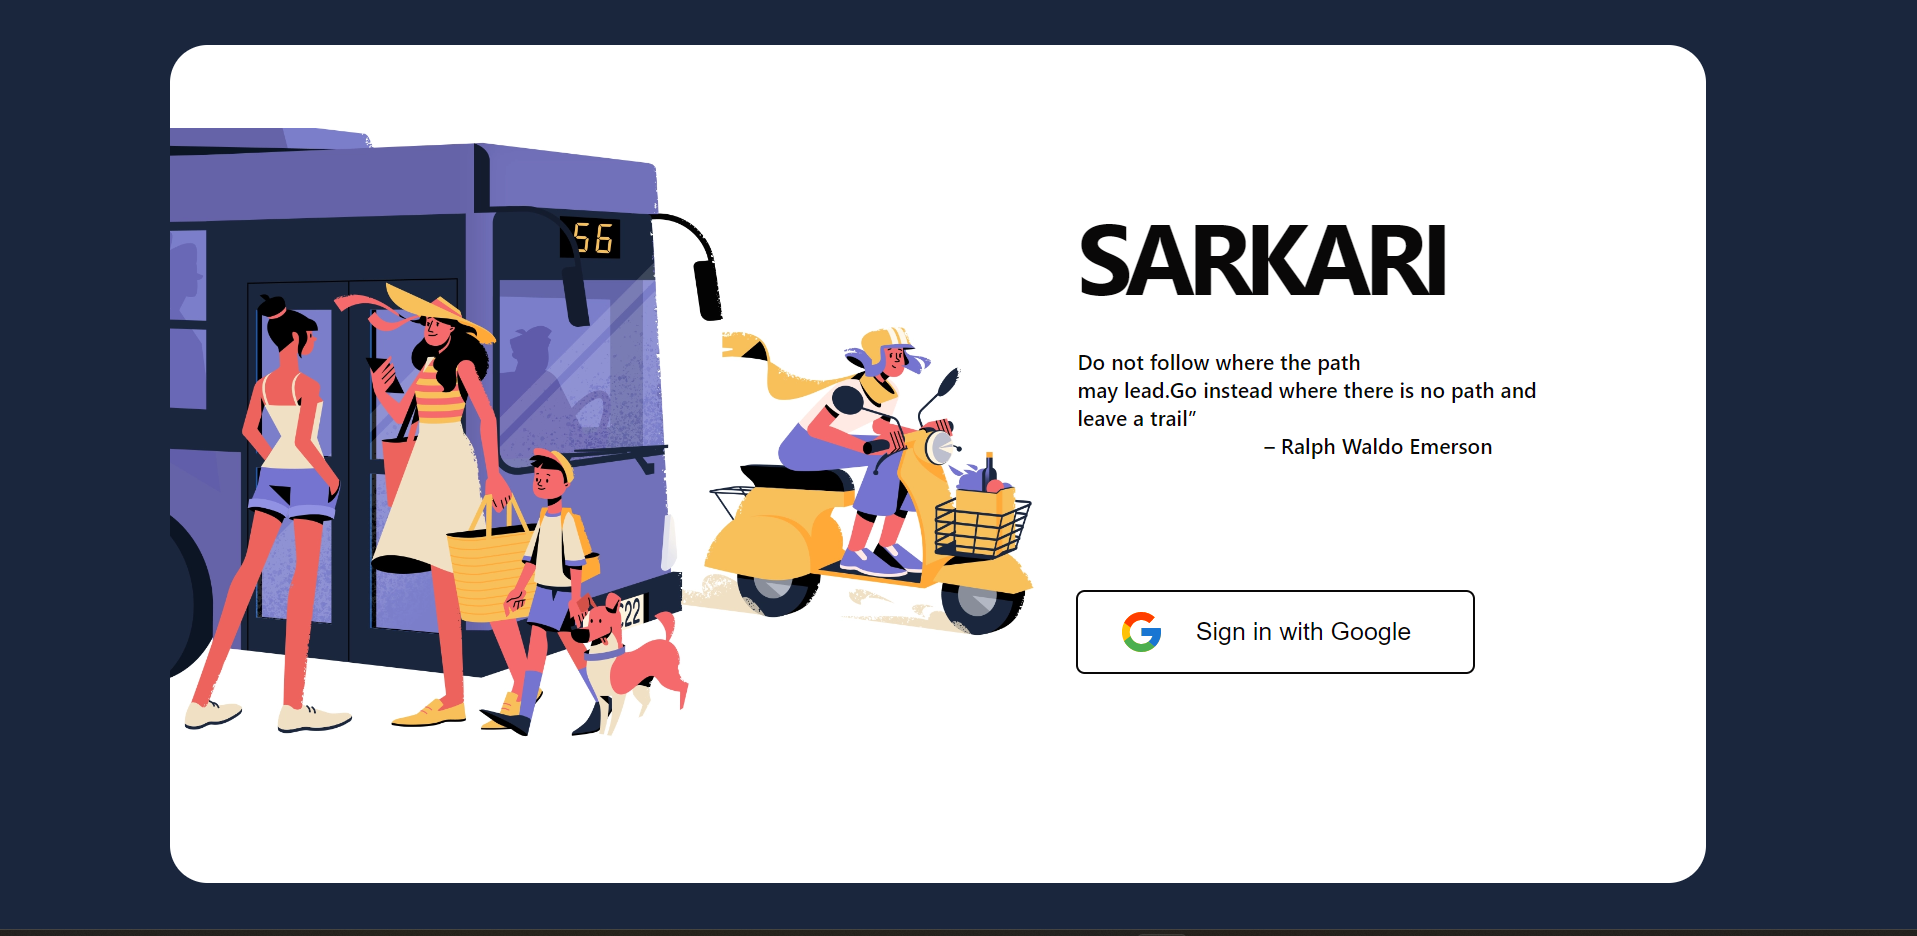 56
SARKARI
Do not follow where the path
may lead.Go instead where there is no path and
leave a trail”
– Ralph Waldo Emerson
Sign in with Google